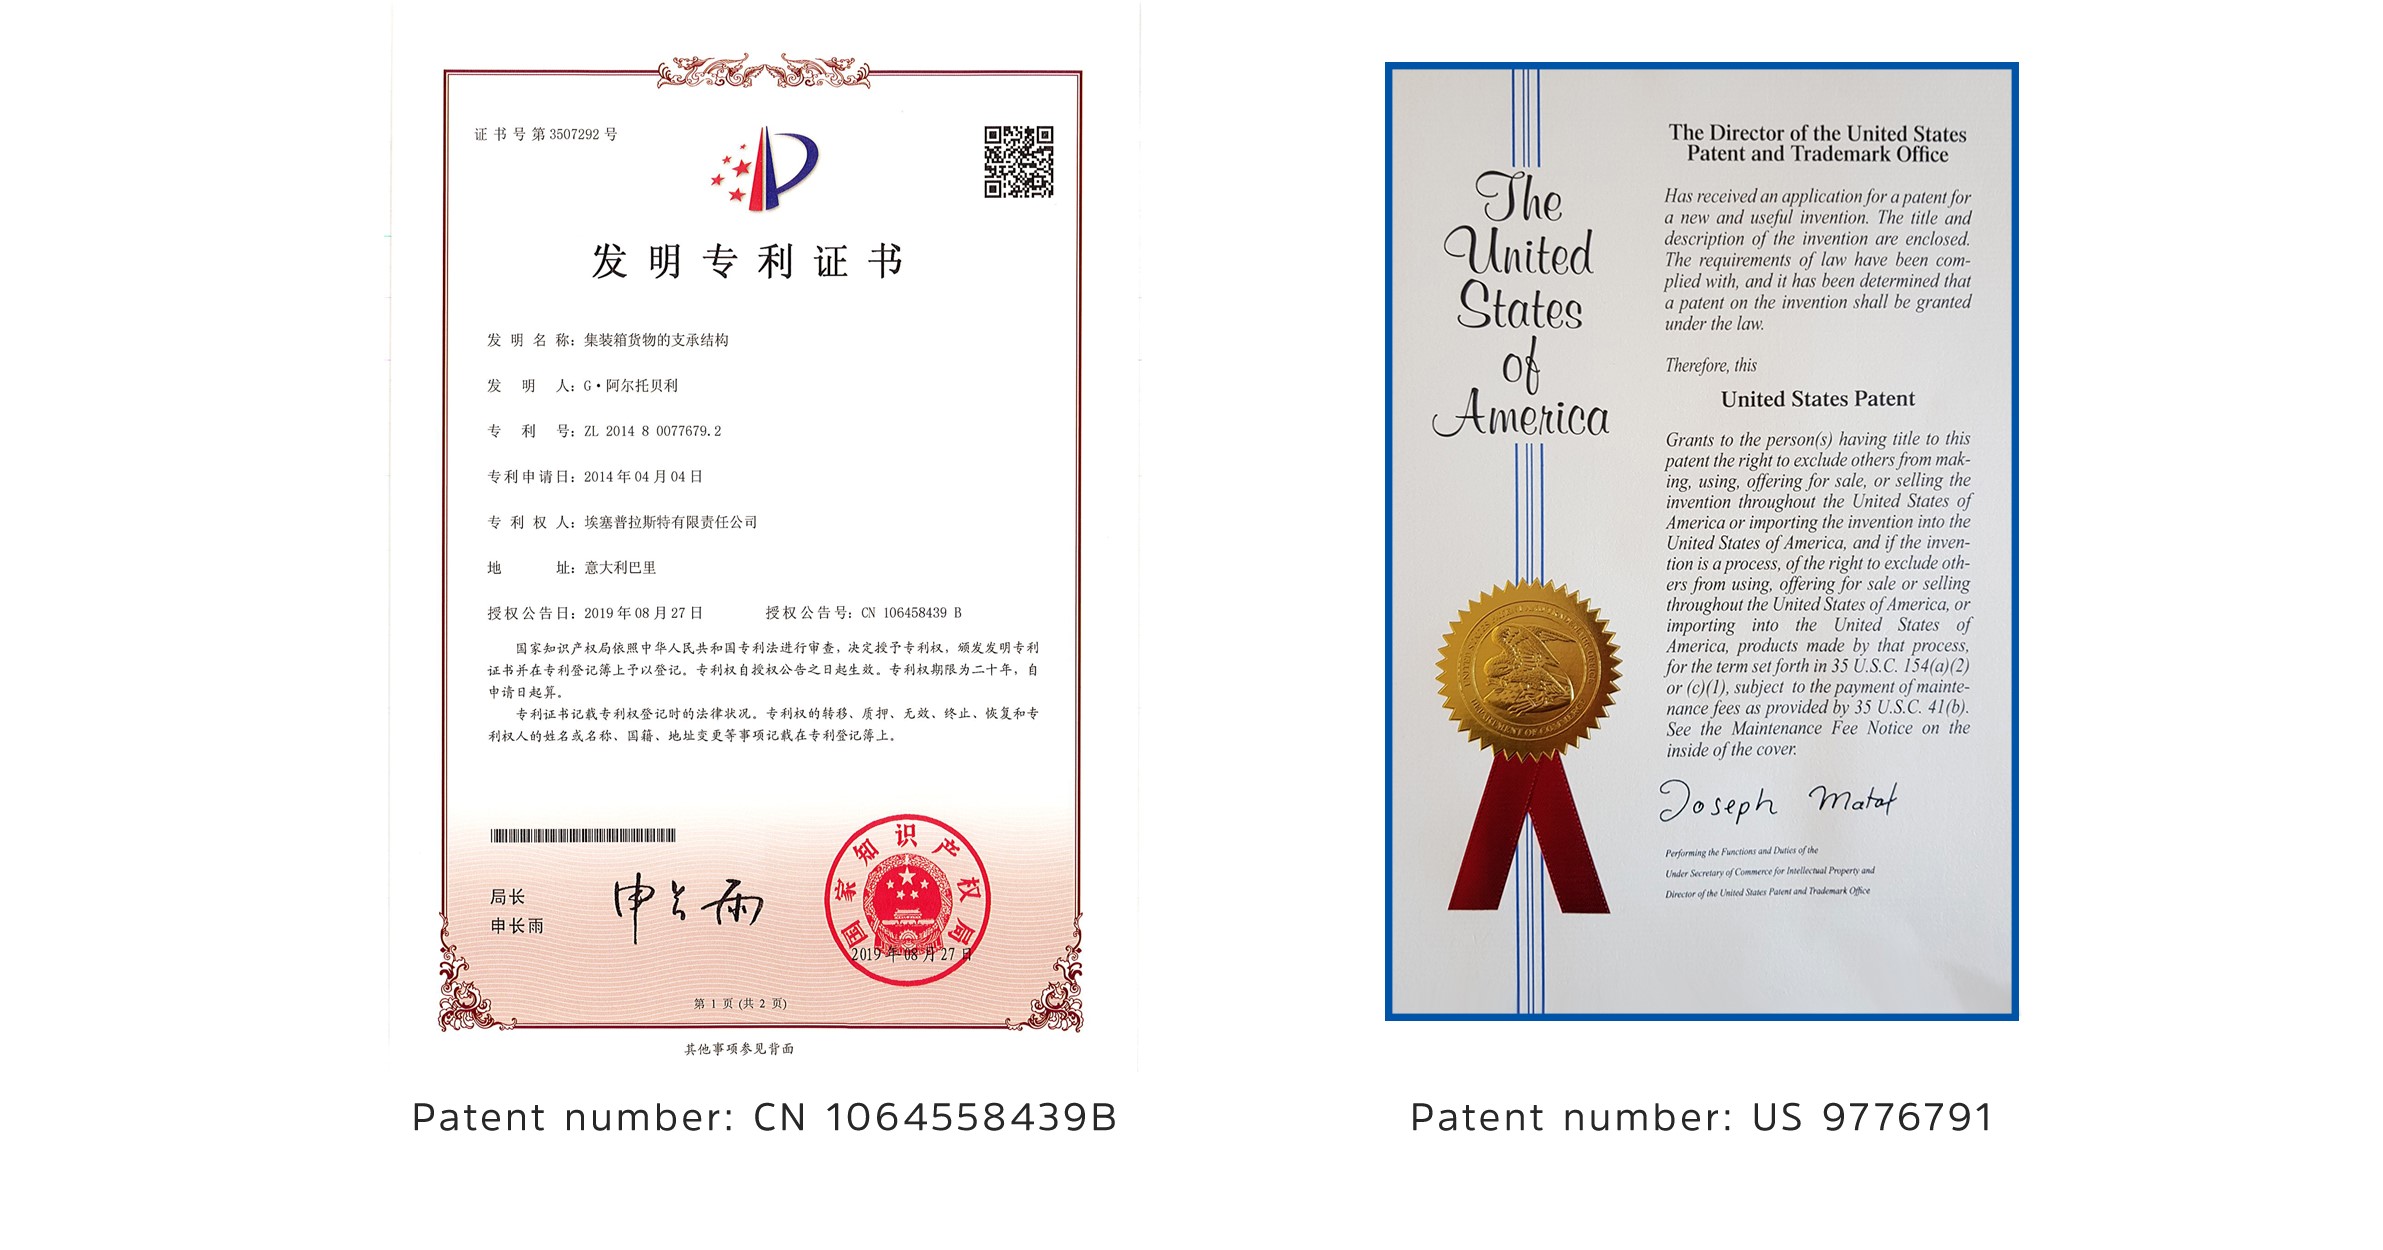 证书号第3507292号
发明专利证书
发明名称：集装箱货物的支承结构
发明人：G·阿尔托贝利
专利号：ZL 2014 8 0077679.2
专利申请日：2014年04月04日
专利权人：埃塞普拉斯特有限责任公司
地址：意大利巴里
授权公告日：2019年08月27日 授权公告号：CN 106458439 B
国家知识产权局依照中华人民共和国专利法进行审查，决定授予专利权，颁发发明专利
证书并在专利登记簿上予以登记。专利权自授权公告之日起生效。专利权期限为二十年，自
申请日起算。
专利证书记载专利权登记时的法律状况。专利权的转移、质押、无效、终止、恢复和专
利权人的姓名或名称、国籍、地址变更等事项记载在专利登记簿上。
局长
申长雨
申长雨
国家知识产权局
2019年08月27日
第 1 页 (共 2 页)
其他事项参见背面
Patent number: CN 1064558439B
The
United
States
of
America
The Director of the United States
Patent and Trademark Office
Has received an application for a patent for
a new and useful invention. The title and
description of the invention are enclosed.
The requirements of law have been com-
plied with, and it has been determined that
a patent on the invention shall be granted
under the law.
Therefore, this
United States Patent
Grants to the person(s) having title to this
patent the right to exclude others from mak-
ing, using, offering for sale, or selling the
invention throughout the United States of
America or importing the invention into the
United States of America, and if the inven-
tion is a process, of the right to exclude oth-
ers from using, offering for sale or selling
throughout the United States of America, or
importing into the United States of
America, products made by that process,
for the term set forth in 35 U.S.C. 154(a)(2)
or (c)(1), subject to the payment of mainte-
nance fees as provided by 35 U.S.C. 41(b).
See the Maintenance Fee Notice on the
inside of the cover.
Joseph Matal
Performing the Functions and Duties of the
Under Secretary of Commerce for Intellectual Property and
Director of the United States Patent and Trademark Office
Patent number: US 9776791